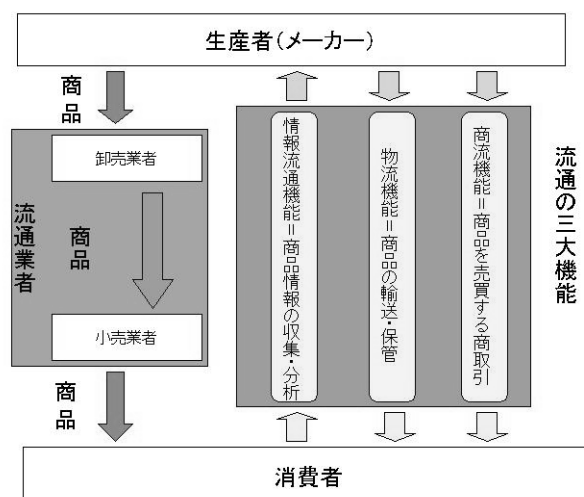 生産者(メーカー)
商品
卸売業者
流通業者
商品
小売業者
商品
情報流通機能＝商品情報の収集・分析
物流機能＝商品の輸送・保管
商流機能＝商品を売買する商取引
流通の三大機能
消費者